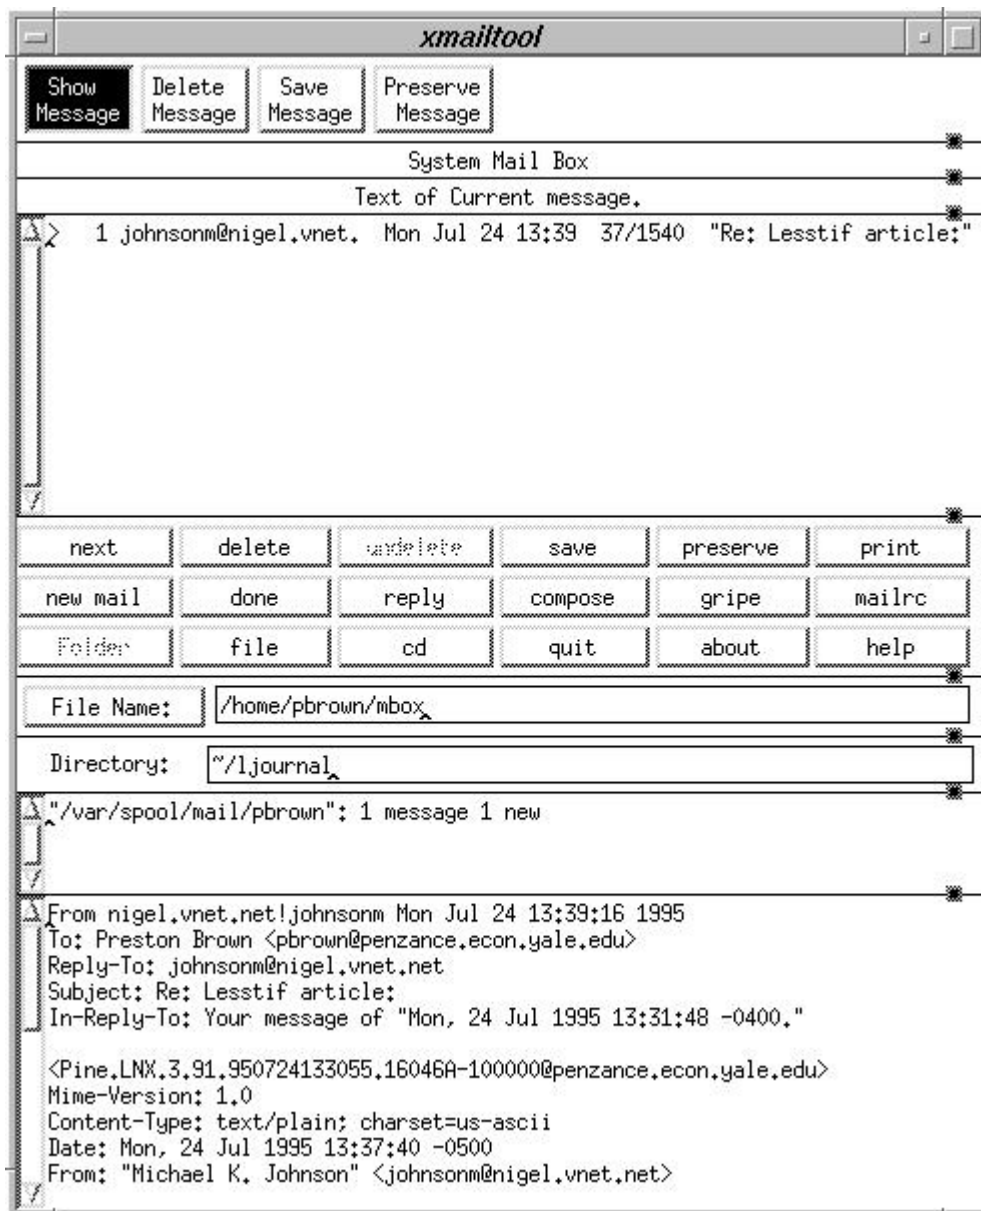 xmailtool
Show Delete Save Preserve
Message Message Message Message
System Mail Box
Text of Current message.
> 1 johnsonm@nigel.vnet. Mon Jul 24 13:39 37/1540 "Re: Lesstif article:"
next delete undelete save preserve print
new mail done reply compose gripe mailrc
Folder file cd quit about help
File Name: /home/pbrown/mbox
Directory: ~/ljournal
"/var/spool/mail/pbrown": 1 message 1 new
From nigel.vnet.net!johnsonm Mon Jul 24 13:39:16 1995
To: Preston Brown <pbrown@penzance.econ.yale.edu>
Reply-To: johnsonm@nigel.vnet.net
Subject: Re: Lesstif article:
In-Reply-To: Your message of "Mon, 24 Jul 1995 13:31:48 -0400."
<Pine.LNX.3.91.950724133055.16046A-100000@penzance.econ.yale.edu>
Mime-Version: 1.0
Content-Type: text/plain; charset=us-ascii
Date: Mon, 24 Jul 1995 13:37:40 -0500
From: "Michael K. Johnson" <johnsonm@nigel.vnet.net>